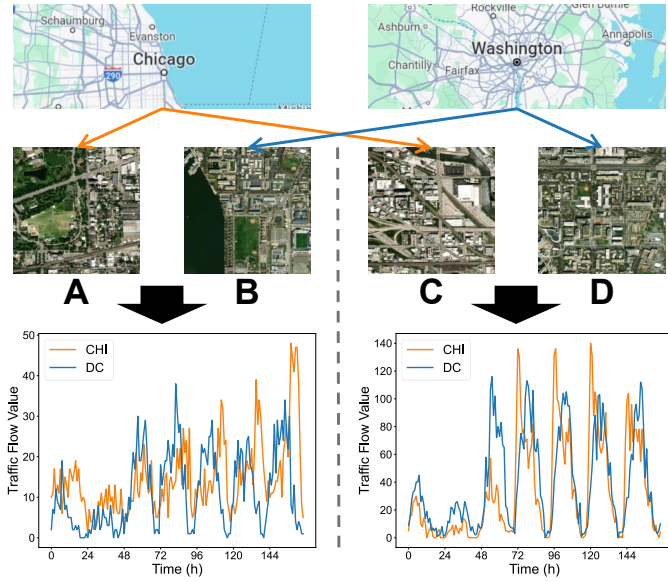 Schaumburg
Evanston
Chicago
290
Rockville
Ashburn
Washington
Annapolis
Chantilly
Fairfax
A
B
C
D
50
40
30
20
10
0
CHI
DC
Traffic Flow Value
0
24
48
72
96
120
144
Time (h)
140
120
100
80
60
40
20
0
CHI
DC
Traffic Flow Value
0
24
48
72
96
120
144
Time (h)